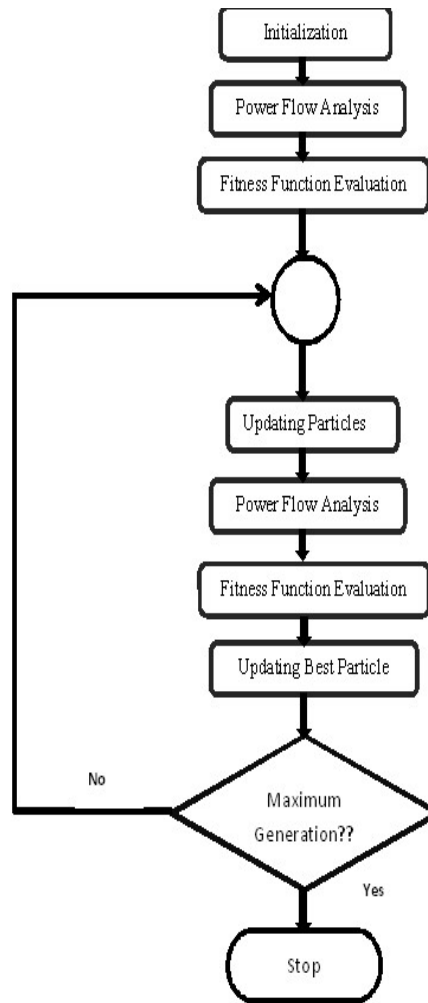 Initialization
Power Flow Analysis
Fitness Function Evaluation
Updating Particles
Power Flow Analysis
Fitness Function Evaluation
Updating Best Particle
Maximum
Generation??
No
Yes
Stop